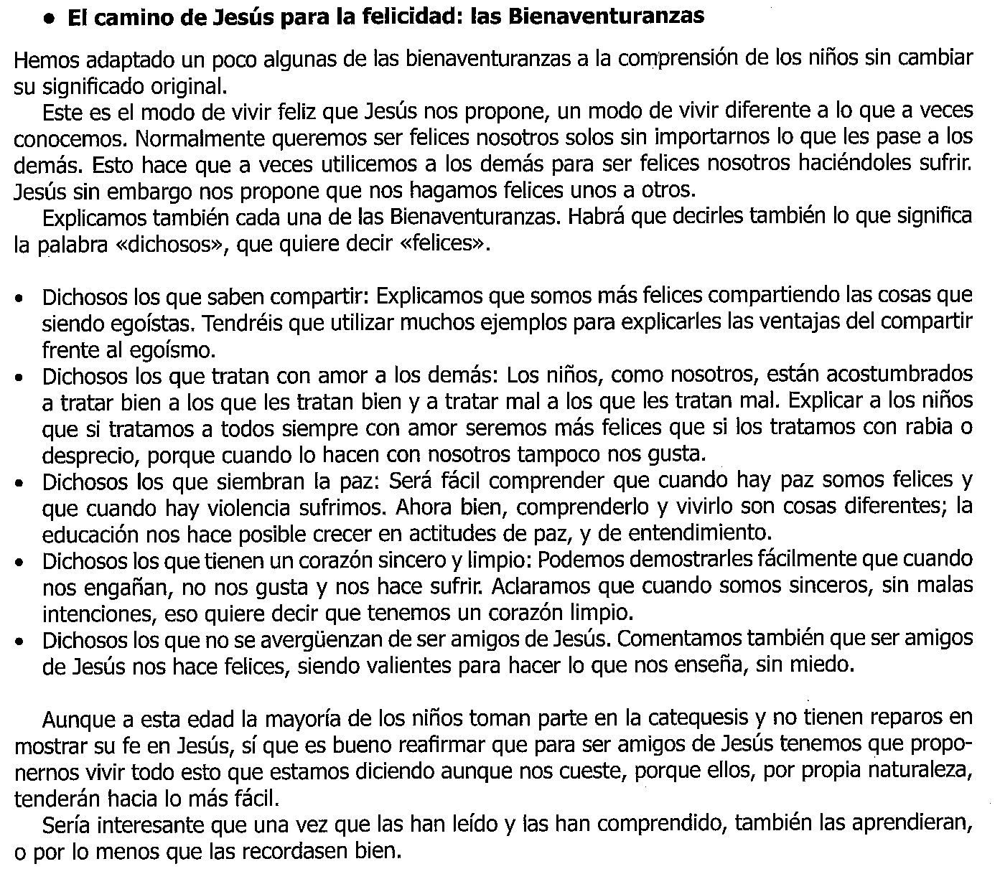 • El camino de Jesús para la felicidad: las Bienaventuranzas
Hemos adaptado un poco algunas de las bienaventuranzas a la comprensión de los niños sin cambiar
su significado original.
Este es el modo de vivir feliz que Jesús nos propone, un modo de vivir diferente a lo que a veces
conocemos. Normalmente queremos ser felices nosotros solos sin importarnos lo que les pase a los
demás. Esto hace que a veces utilicemos a los demás para ser felices nosotros haciéndoles sufrir.
Jesús sin embargo nos propone que nos hagamos felices unos a otros.
Explicamos también cada una de las Bienaventuranzas. Habrá que decirles también lo que significa
la palabra «dichosos», que quiere decir «felices».
• Dichosos los que saben compartir: Explicamos que somos más felices compartiendo las cosas que
siendo egoístas. Tendréis que utilizar muchos ejemplos para explicarles las ventajas del compartir
frente al egoísmo.
• Dichosos los que tratan con amor a los demás: Los niños, como nosotros, están acostumbrados
a tratar bien a los que les tratan bien y a tratar mal a los que les tratan mal. Explicar a los niños
que si tratamos a todos siempre con amor seremos más felices que si los tratamos con rabia o
desprecio, porque cuando lo hacen con nosotros tampoco nos gusta.
• Dichosos los que siembran la paz: Será fácil comprender que cuando hay paz somos felices y
que cuando hay violencia sufrimos. Ahora bien, comprenderlo y vivirlo son cosas diferentes; la
educación nos hace posible crecer en actitudes de paz, y de entendimiento.
• Dichosos los que tienen un corazón sincero y limpio: Podemos demostrarles fácilmente que cuando
nos engañan, no nos gusta y nos hace sufrir. Aclaramos que cuando somos sinceros, sin malas
intenciones, eso quiere decir que tenemos un corazón limpio.
• Dichosos los que no se avergüenzan de ser amigos de Jesús. Comentamos también que ser amigos
de Jesús nos hace felices, siendo valientes para hacer lo que nos enseña, sin miedo.
Aunque a esta edad la mayoría de los niños toman parte en la catequesis y no tienen reparos en
mostrar su fe en Jesús, sí que es bueno reafirmar que para ser amigos de Jesús tenemos que propo-
nernos vivir todo esto que estamos diciendo aunque nos cueste, porque ellos, por propia naturaleza,
tenderán hacia lo más fácil.
Sería interesante que una vez que las han leído y las han comprendido, también las aprendieran,
o por lo menos que las recordasen bien.